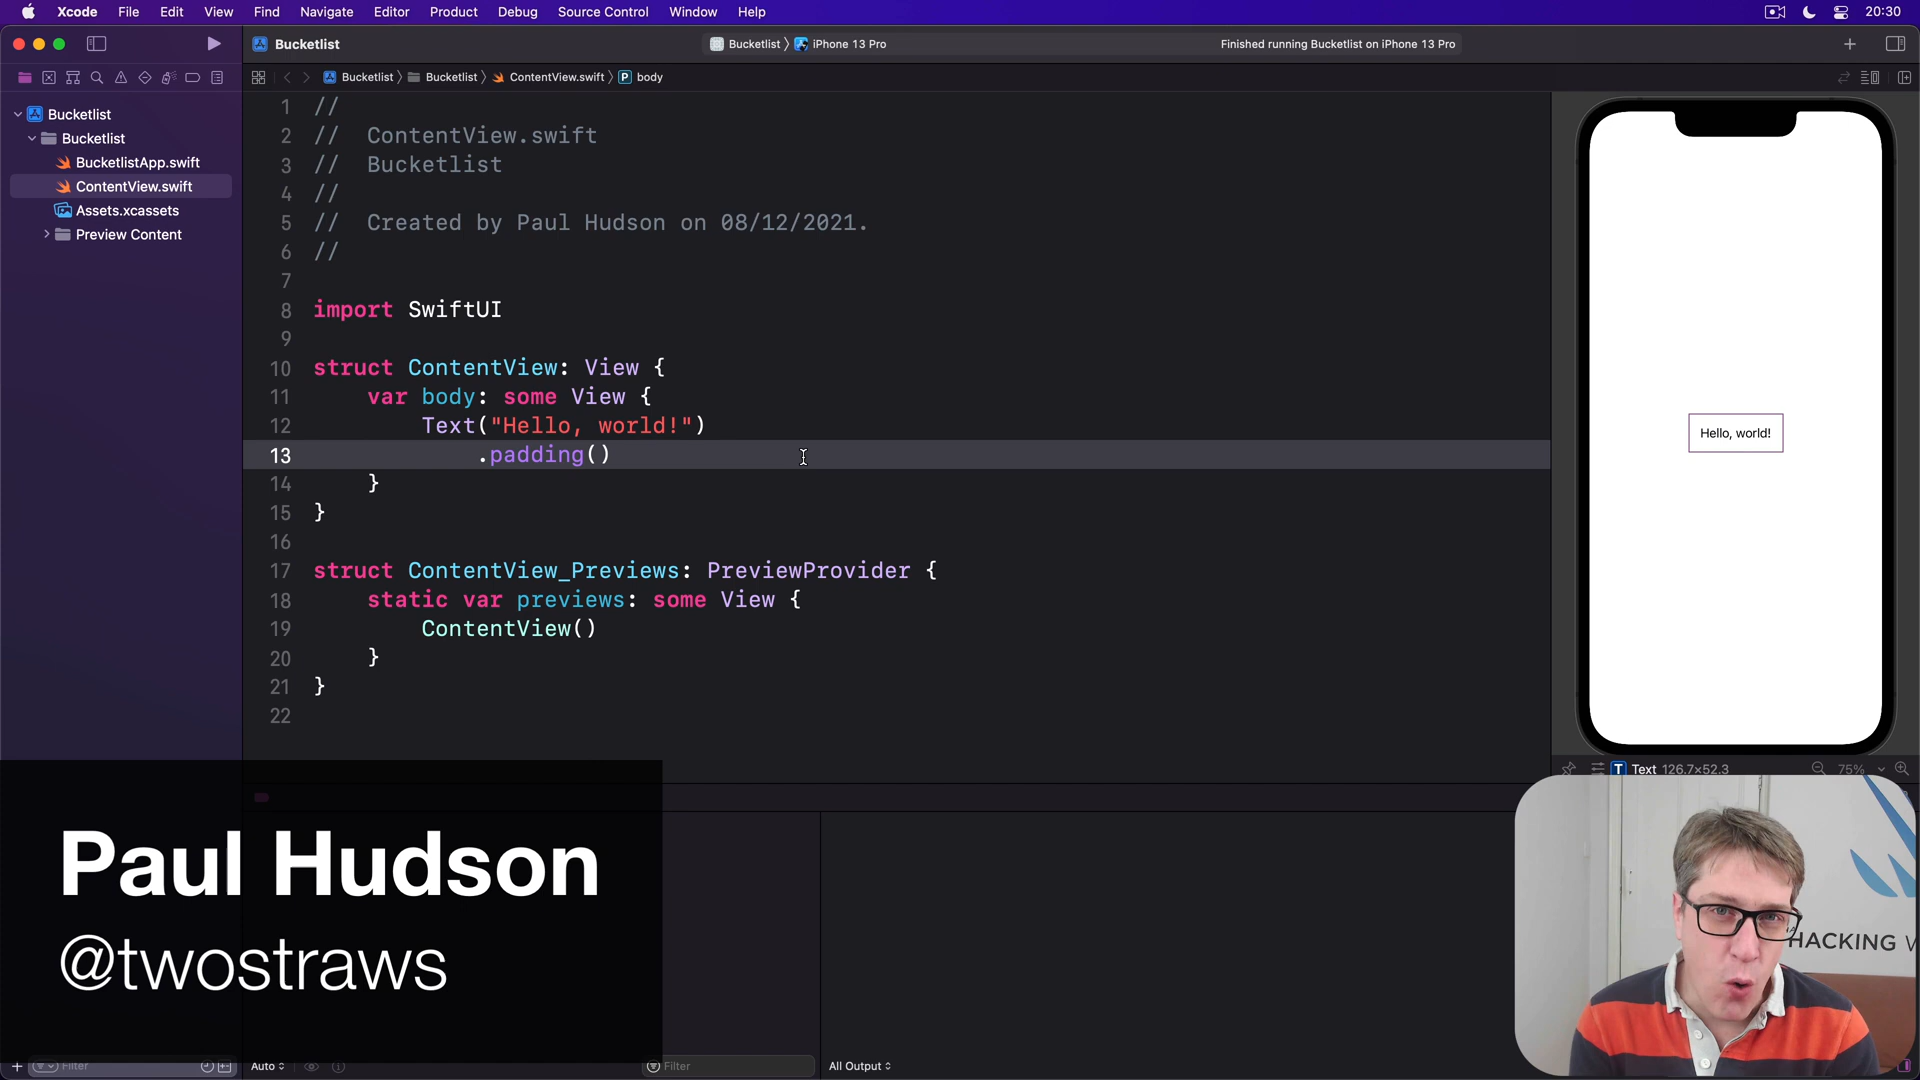 Xcode File Edit View Find Navigate Editor Product Debug Source Control Window Help 20:30
Bucketlist Bucketlist iPhone 13 Pro Finished running Bucketlist on iPhone 13 Pro
Bucketlist Bucketlist ContentView.swift P body
Bucketlist
Bucketlist
BucketlistApp.swift
ContentView.swift
Assets.xcassets
Preview Content
1 //
2 // ContentView.swift
3 // Bucketlist
4 //
5 // Created by Paul Hudson on 08/12/2021.
6 //
7
8 import SwiftUI
9
10 struct ContentView: View {
11 var body: some View {
12 Text("Hello, world!")
13 .padding()
14 }
15 }
16
17 struct ContentView_Previews: PreviewProvider {
18 static var previews: some View {
19 ContentView()
20 }
21 }
22
Hello, world!
T Text 126.7×52.3 75%
Paul Hudson
@twostraws
HACKING W
Filter Auto Filter All Output